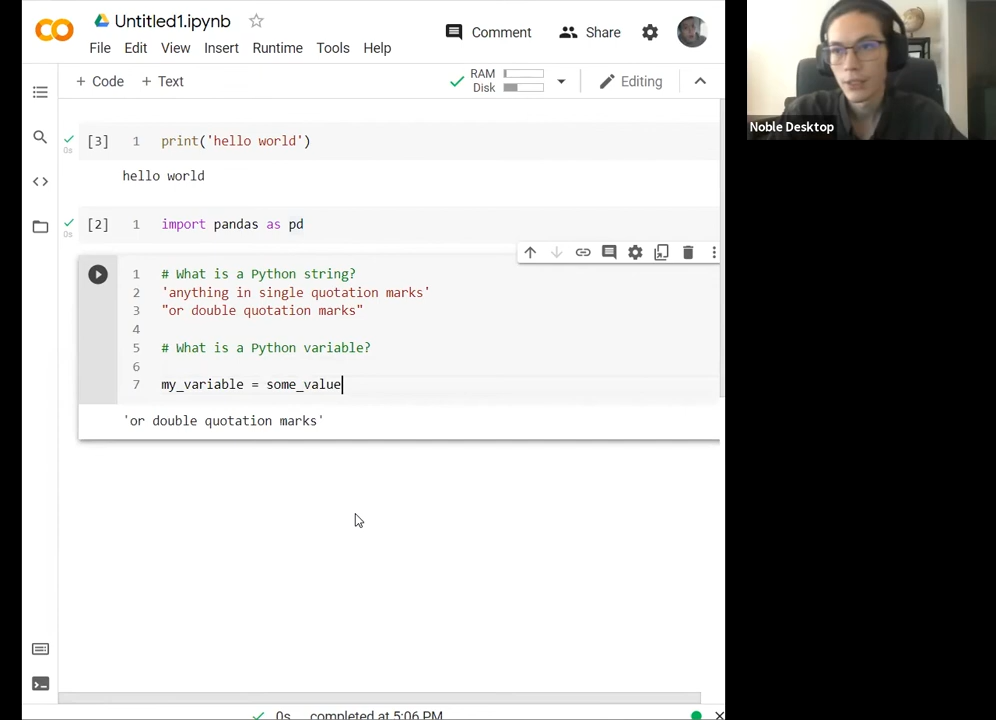 Untitled1.ipynb
File Edit View Insert Runtime Tools Help
Comment Share
+ Code + Text
RAM
Disk
Editing
[3] 1 print('hello world')
hello world
[2] 1 import pandas as pd
1 # What is a Python string?
2 'anything in single quotation marks'
3 "or double quotation marks"
4
5 # What is a Python variable?
6
7 my_variable = some_value
'or double quotation marks'
0s completed at 5:06 PM
Noble Desktop